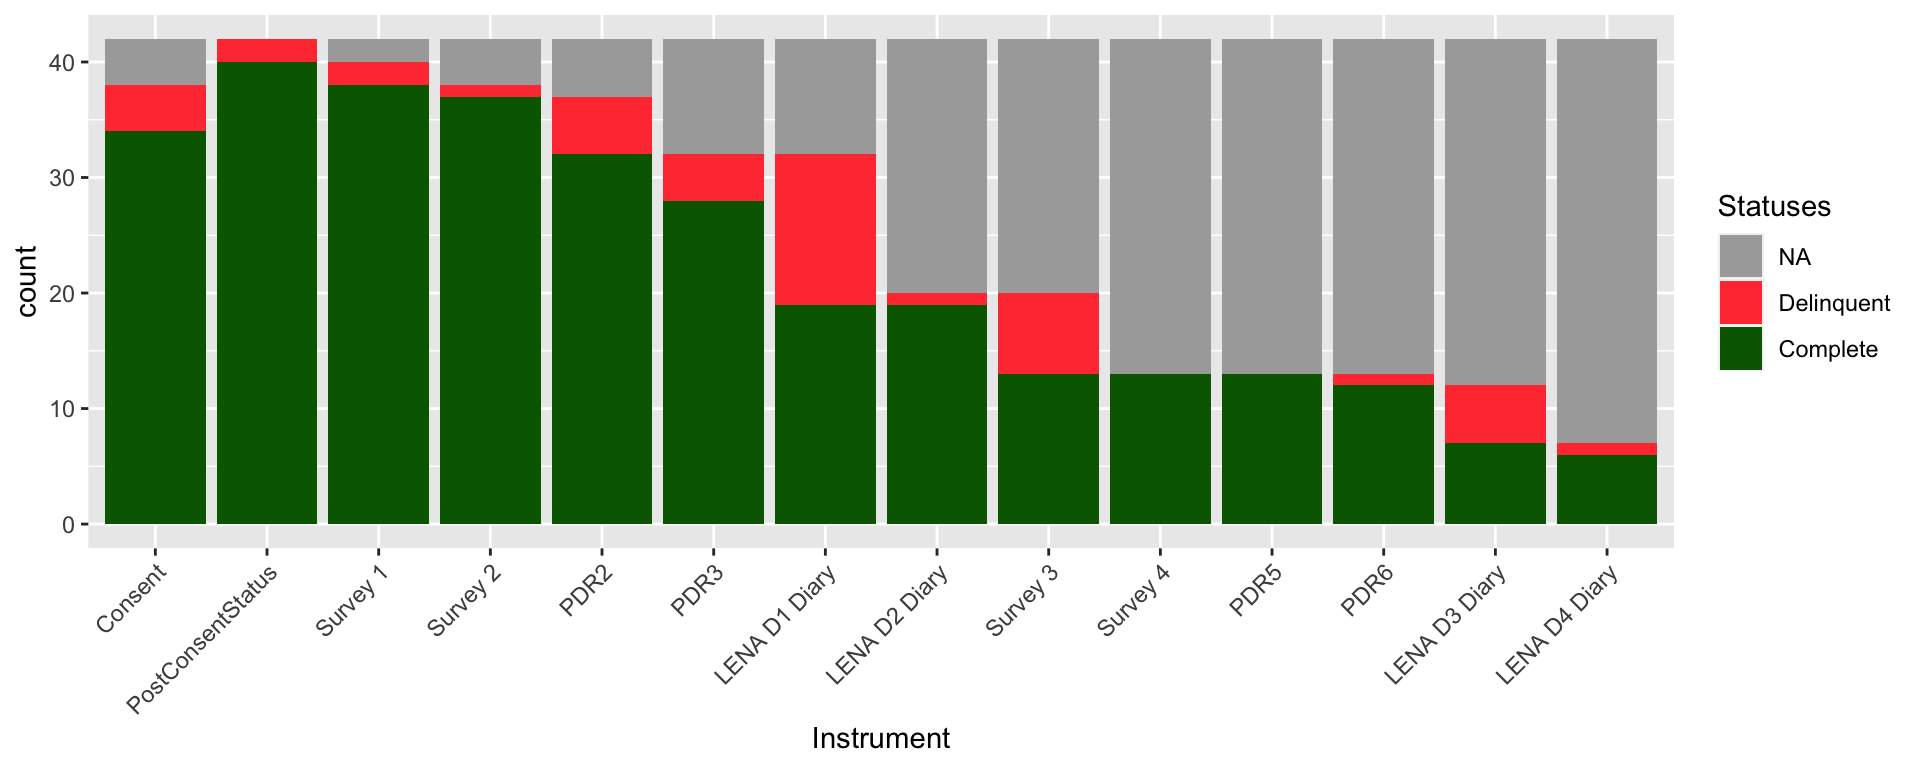 count
40
30
20
10
0
Consent
PostConsentStatus
Survey 1
Survey 2
PDR2
PDR3
LENA D1 Diary
LENA D2 Diary
Survey 3
Survey 4
PDR5
PDR6
LENA D3 Diary
LENA D4 Diary
Instrument
Statuses
NA
Delinquent
Complete